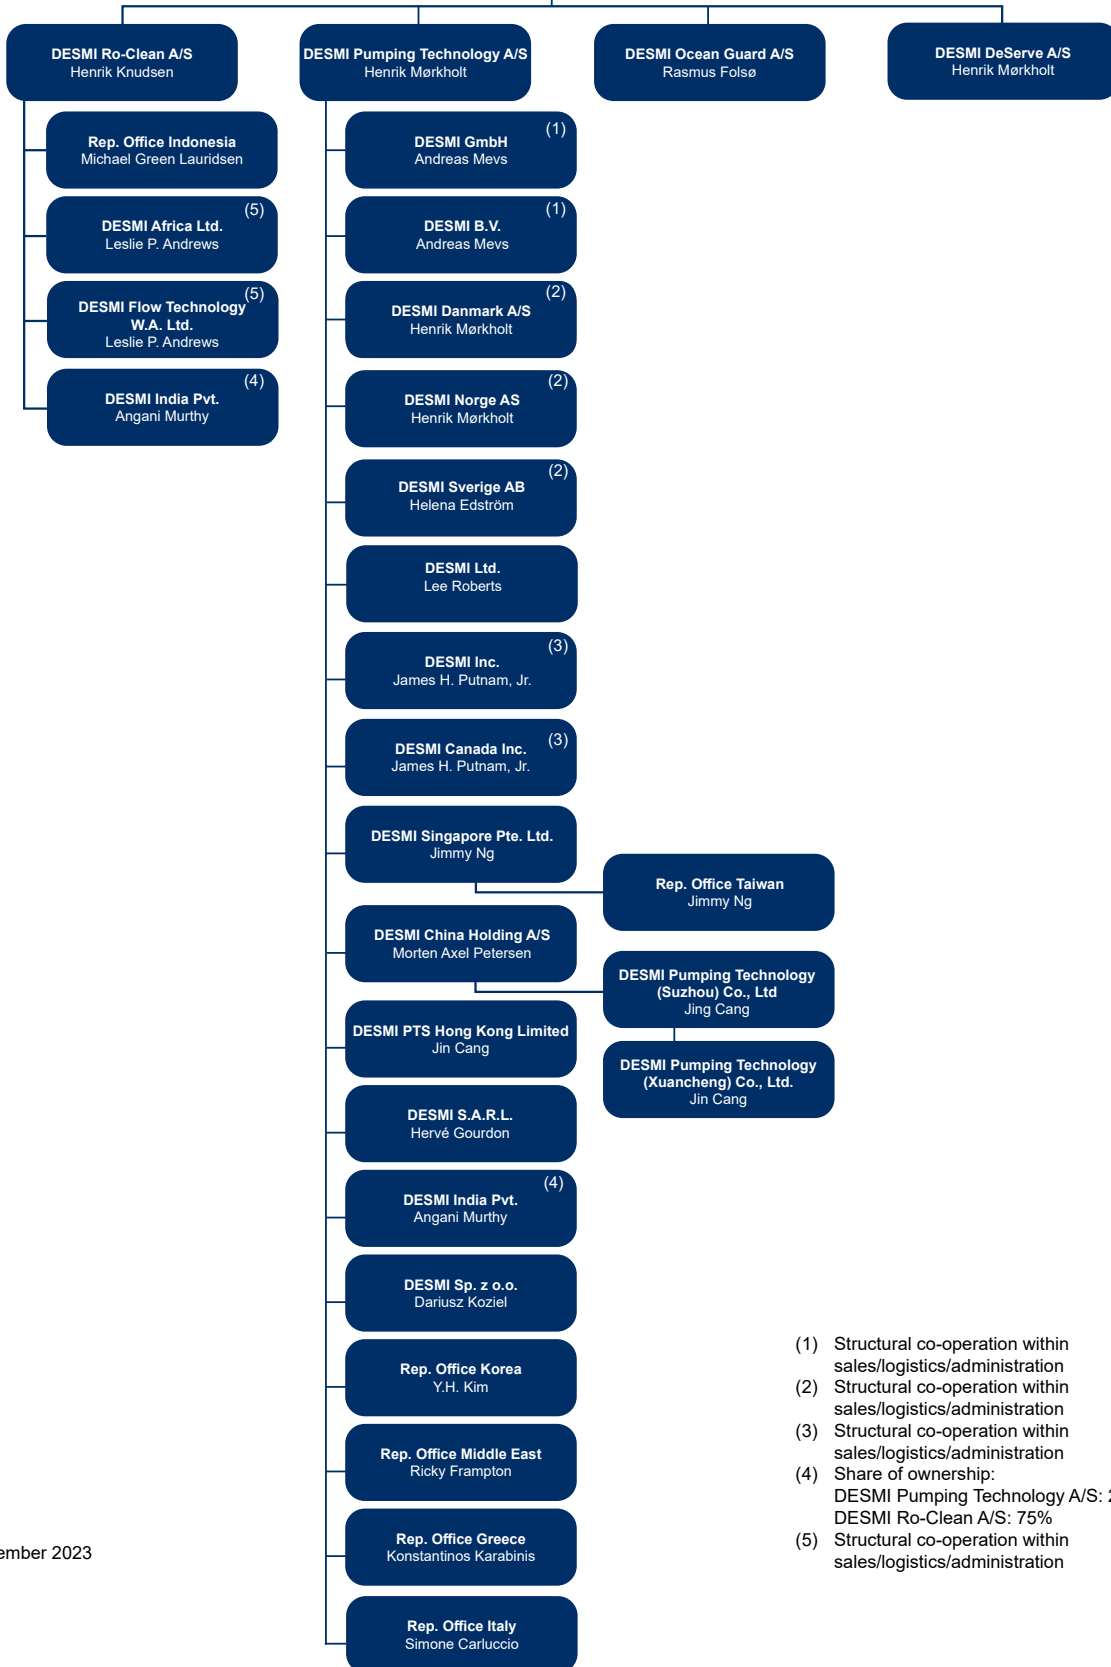 DESMI Ro-Clean A/S
Henrik Knudsen
DESMI Pumping Technology A/S
Henrik Mørkholt
DESMI Ocean Guard A/S
Rasmus Folsø
DESMI DeServe A/S
Henrik Mørkholt
Rep. Office Indonesia
Michael Green Lauridsen
(5)
DESMI Africa Ltd.
Leslie P. Andrews
(5)
DESMI Flow Technology
W.A. Ltd.
Leslie P. Andrews
(4)
DESMI India Pvt.
Angani Murthy
(1)
DESMI GmbH
Andreas Mevs
(1)
DESMI B.V.
Andreas Mevs
(2)
DESMI Danmark A/S
Henrik Mørkholt
(2)
DESMI Norge AS
Henrik Mørkholt
(2)
DESMI Sverige AB
Helena Edström
DESMI Ltd.
Lee Roberts
(3)
DESMI Inc.
James H. Putnam, Jr.
(3)
DESMI Canada Inc.
James H. Putnam, Jr.
DESMI Singapore Pte. Ltd.
Jimmy Ng
Rep. Office Taiwan
Jimmy Ng
DESMI China Holding A/S
Morten Axel Petersen
DESMI Pumping Technology
(Suzhou) Co., Ltd
Jing Cang
DESMI Pumping Technology
(Xuancheng) Co., Ltd.
Jin Cang
DESMI PTS Hong Kong Limited
Jin Cang
DESMI S.A.R.L.
Hervé Gourdon
(4)
DESMI India Pvt.
Angani Murthy
DESMI Sp. z o.o.
Dariusz Koziel
Rep. Office Korea
Y.H. Kim
Rep. Office Middle East
Ricky Frampton
Rep. Office Greece
Konstantinos Karabinis
Rep. Office Italy
Simone Carluccio
(1) Structural co-operation within
sales/logistics/administration
(2) Structural co-operation within
sales/logistics/administration
(3) Structural co-operation within
sales/logistics/administration
(4) Share of ownership:
DESMI Pumping Technology A/S:
DESMI Ro-Clean A/S: 75%
(5) Structural co-operation within
sales/logistics/administration
2023